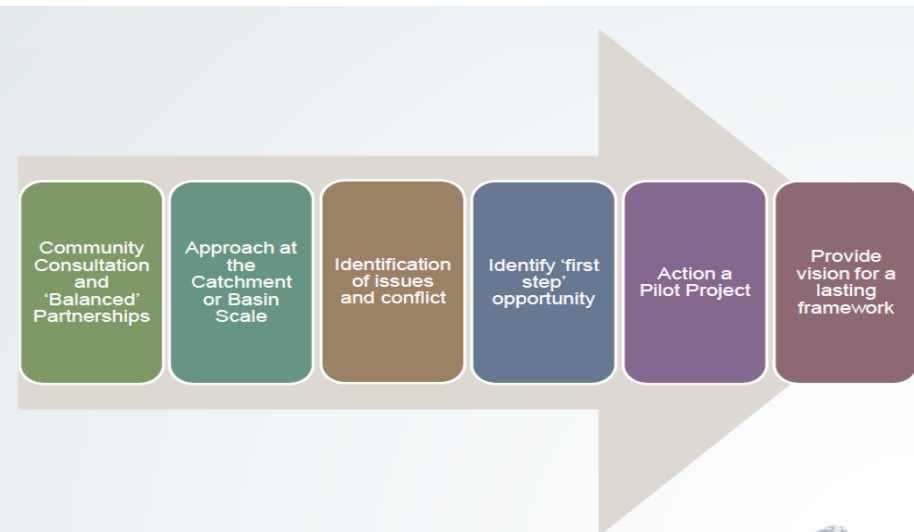 Community
Consultation
and
‘Balanced’
Partnerships
Approach at
the
Catchment
or Basin
Scale
Identification
of issues
and conflict
Identify ‘first
step’
opportunity
Action a
Pilot Project
Provide
vision for a
lasting
framework